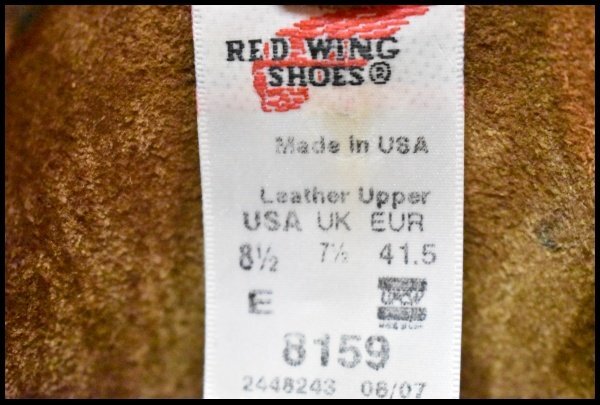 RED WING
SHOES®
Made in USA
Leather Upper
USA UK EUR
8½ 7½ 41.5
E
8159
2448243 08/07